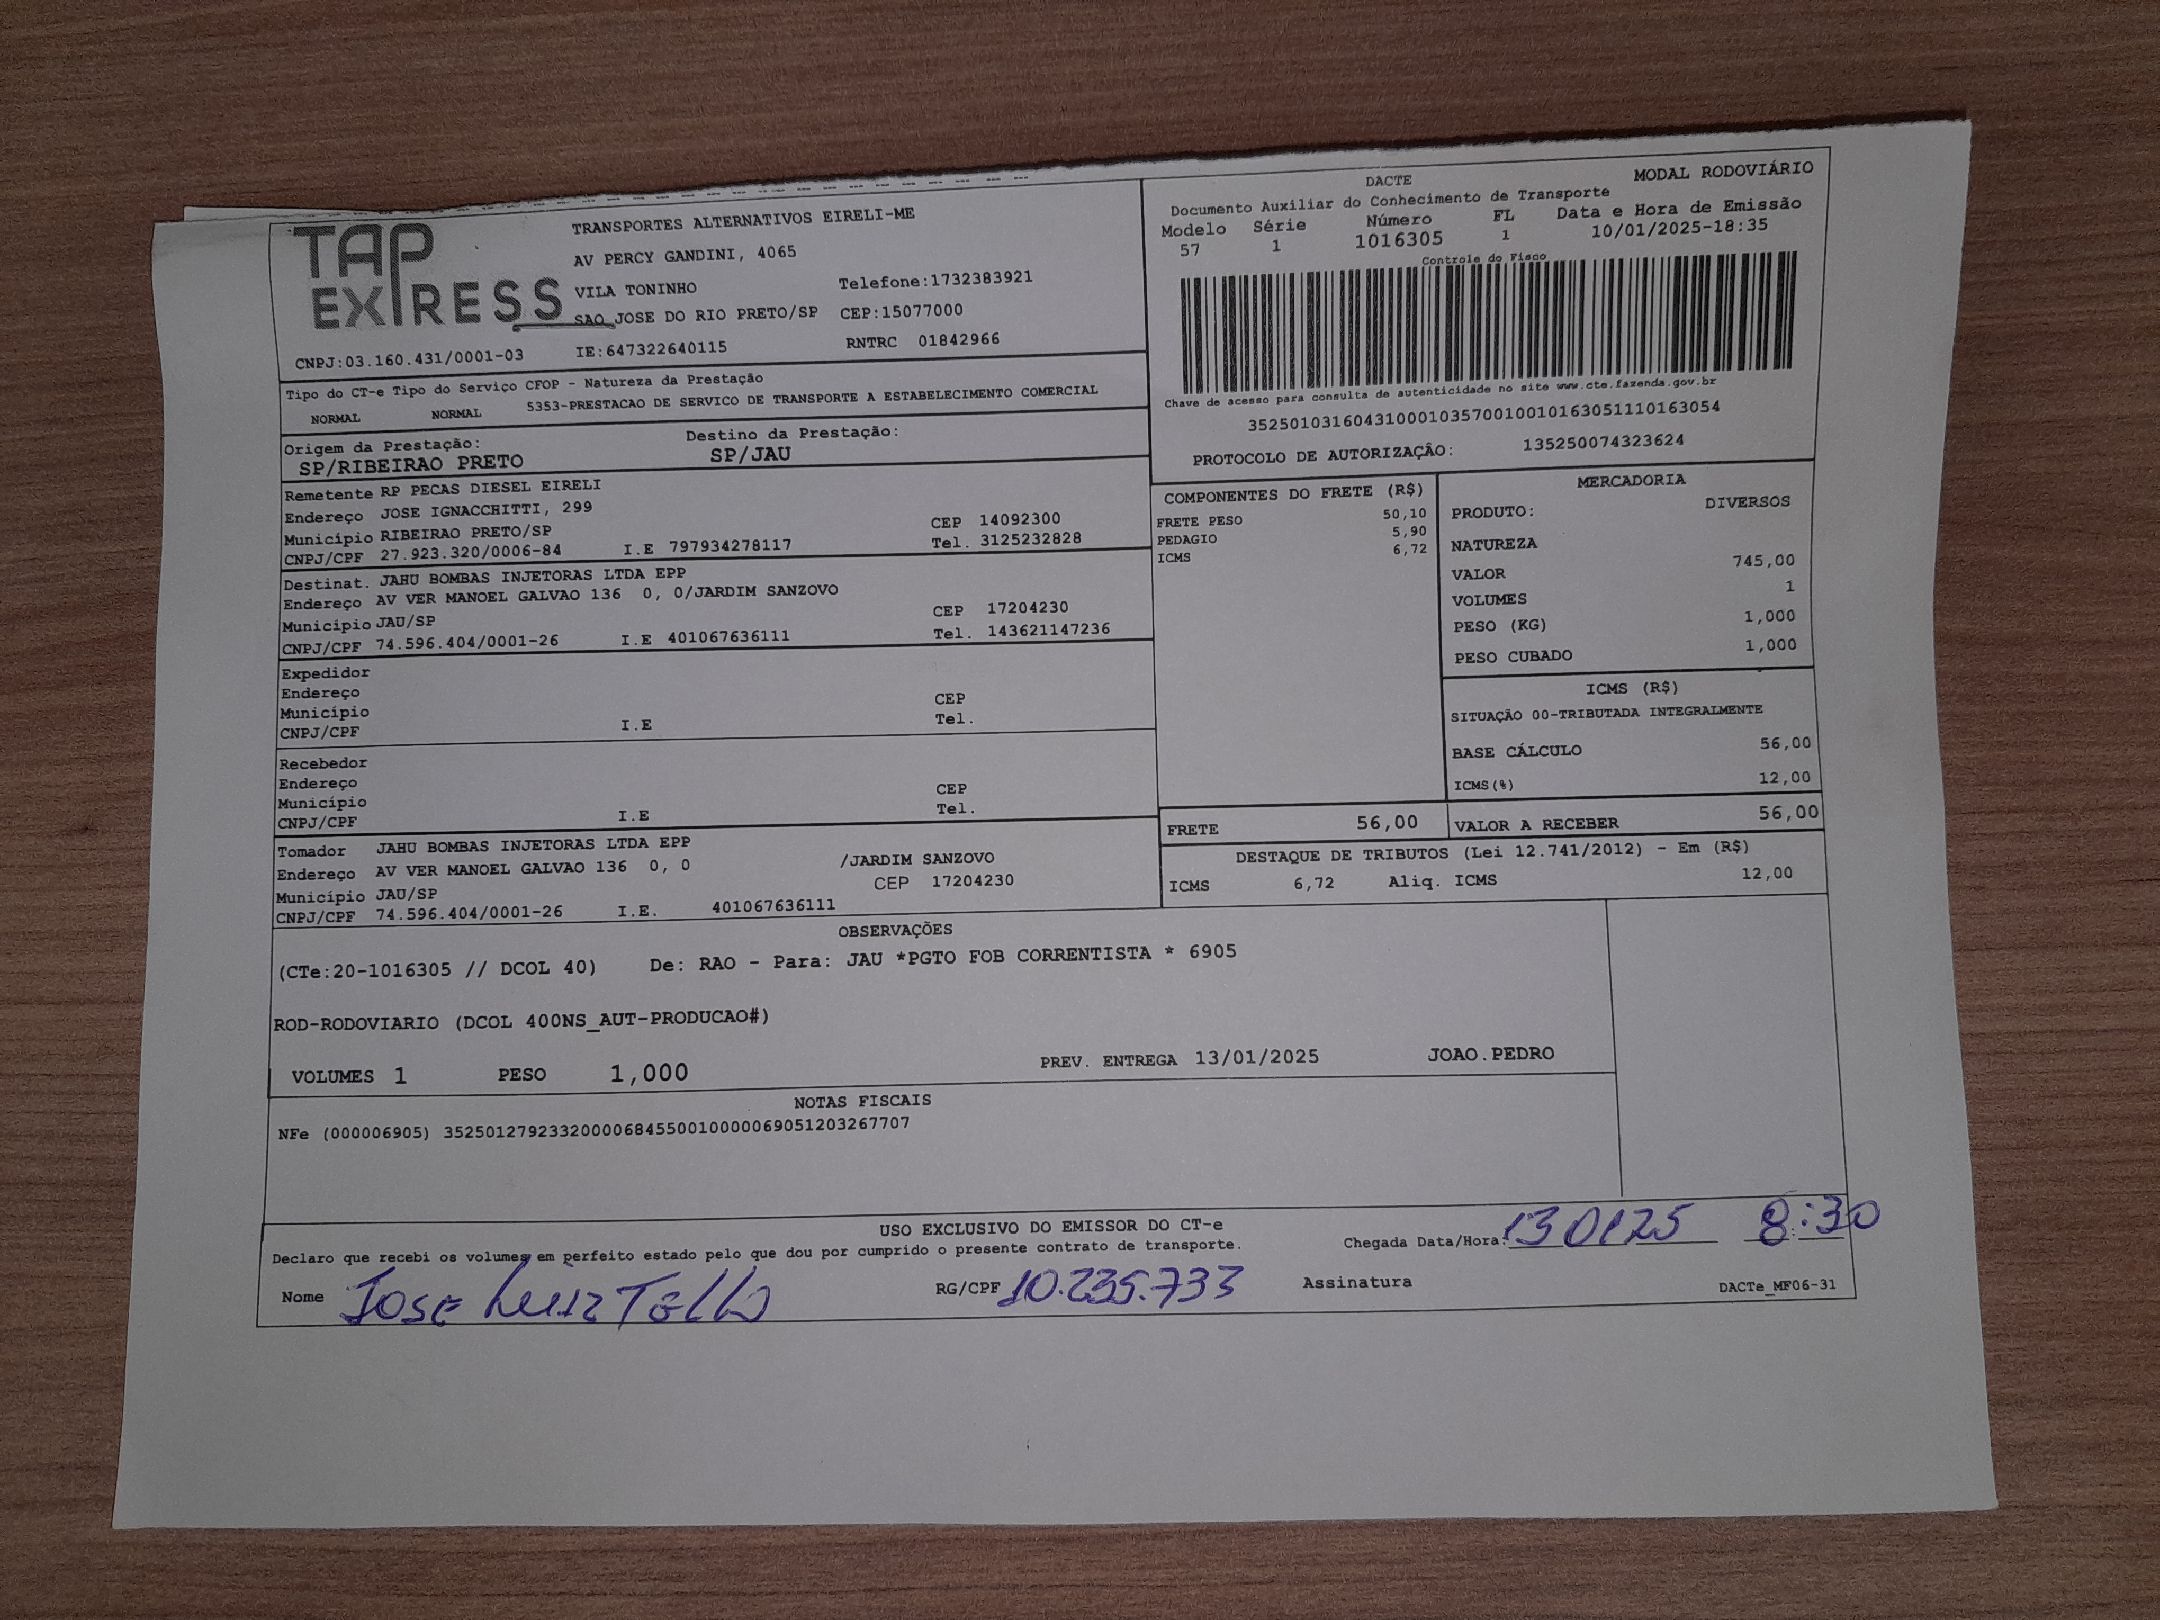 TAP EXPRESS
TRANSPORTES ALTERNATIVOS EIRELI-ME
AV PERCY GANDINI, 4065
VILA TONINHO Telefone:1732383921
SAO JOSE DO RIO PRETO/SP CEP:15077000
CNPJ:03.160.431/0001-03 IE:647322640115 RNTRC 01842966
DACTE MODAL RODOVIÁRIO
Documento Auxiliar do Conhecimento de Transporte
Modelo Série Número FL Data e Hora de Emissão
57 1 1016305 1 10/01/2025-18:35
Controle do Fisco
Chave de acesso para consulta de autenticidade no site www.cte.fazenda.gov.br
35250103160431000103570010010163051110163054
PROTOCOLO DE AUTORIZAÇÃO: 135250074323624
Tipo do CT-e Tipo do Serviço CFOP - Natureza da Prestação
NORMAL NORMAL 5353-PRESTACAO DE SERVICO DE TRANSPORTE A ESTABELECIMENTO COMERCIAL
Origem da Prestação: Destino da Prestação:
SP/RIBEIRAO PRETO SP/JAU
Remetente RP PECAS DIESEL EIRELI
Endereço JOSE IGNACCHITTI, 299
Município RIBEIRAO PRETO/SP CEP 14092300
CNPJ/CPF 27.923.320/0006-84 I.E 797934278117 Tel. 3125232828
Destinat. JAHU BOMBAS INJETORAS LTDA EPP
Endereço AV VER MANOEL GALVAO 136 0, 0/JARDIM SANZOVO
Município JAU/SP CEP 17204230
CNPJ/CPF 74.596.404/0001-26 I.E 401067636111 Tel. 143621147236
Expedidor
Endereço
Município CEP
CNPJ/CPF I.E Tel.
Recebedor
Endereço
Município CEP
CNPJ/CPF I.E Tel.
Tomador JAHU BOMBAS INJETORAS LTDA EPP
Endereço AV VER MANOEL GALVAO 136 0, 0 /JARDIM SANZOVO
Município JAU/SP CEP 17204230
CNPJ/CPF 74.596.404/0001-26 I.E. 401067636111
COMPONENTES DO FRETE (R$)
FRETE PESO 50,10
PEDAGIO 5,90
ICMS 6,72
MERCADORIA
PRODUTO: DIVERSOS
NATUREZA
VALOR 745,00
VOLUMES 1
PESO (KG) 1,000
PESO CUBADO 1,000
ICMS (R$)
SITUAÇÃO 00-TRIBUTADA INTEGRALMENTE
BASE CÁLCULO 56,00
ICMS(%) 12,00
FRETE 56,00 VALOR A RECEBER 56,00
DESTAQUE DE TRIBUTOS (Lei 12.741/2012) - Em (R$)
ICMS 6,72 Aliq. ICMS 12,00
OBSERVAÇÕES
(CTe:20-1016305 // DCOL 40) De: RAO - Para: JAU *PGTO FOB CORRENTISTA * 6905
ROD-RODOVIARIO (DCOL 400NS_AUT-PRODUCAO#)
VOLUMES 1 PESO 1,000 PREV. ENTREGA 13/01/2025 JOAO.PEDRO
NOTAS FISCAIS
NFe (000006905) 35250127923320000684550010000069051203267707
USO EXCLUSIVO DO EMISSOR DO CT-e
Declaro que recebi os volumes em perfeito estado pelo que dou por cumprido o presente contrato de transporte. Chegada Data/Hora: 130125 8:30
Nome Jose Luiz Tello RG/CPF 10.235.733 Assinatura DACTe_MF06-31